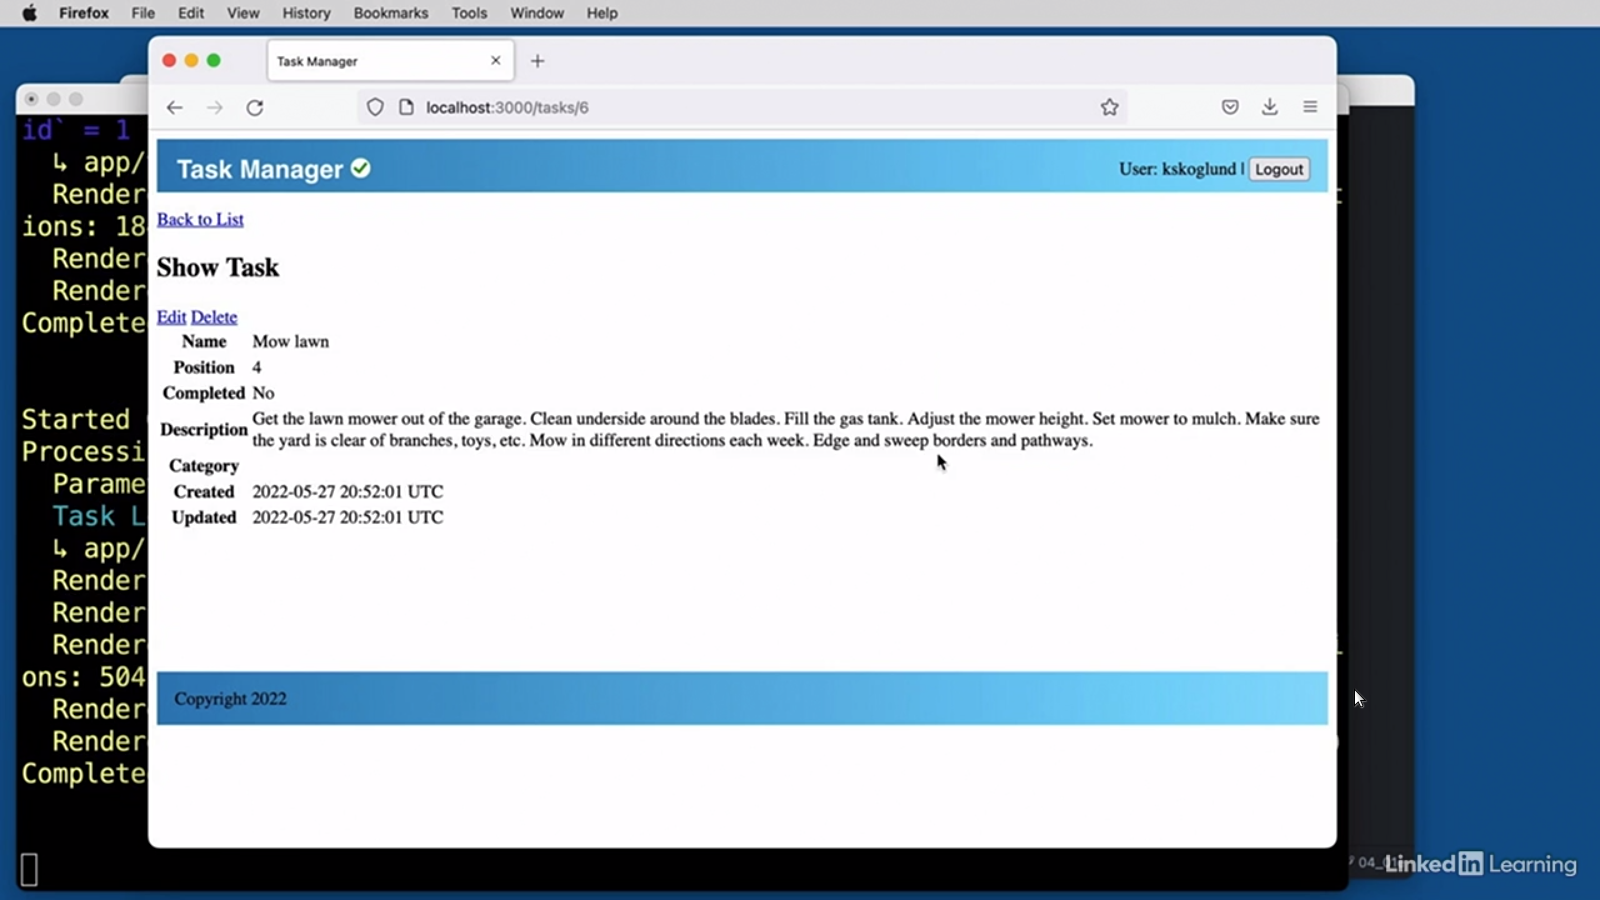 Firefox File Edit View History Bookmarks Tools Window Help
Task Manager
localhost:3000/tasks/6
Task Manager
User: kskoglund | Logout
Back to List
Show Task
Edit Delete
Name Mow lawn
Position 4
Completed No
Description Get the lawn mower out of the garage. Clean underside around the blades. Fill the gas tank. Adjust the mower height. Set mower to mulch. Make sure
the yard is clear of branches, toys, etc. Mow in different directions each week. Edge and sweep borders and pathways.
Category
Created 2022-05-27 20:52:01 UTC
Updated 2022-05-27 20:52:01 UTC
Copyright 2022
id` = 1
↳ app/
Render
ions: 18
Render
Render
Complete
Started
Processi
Parame
Task L
↳ app/
Render
Render
Render
ons: 504
Render
Render
Complete
LinkedIn Learning